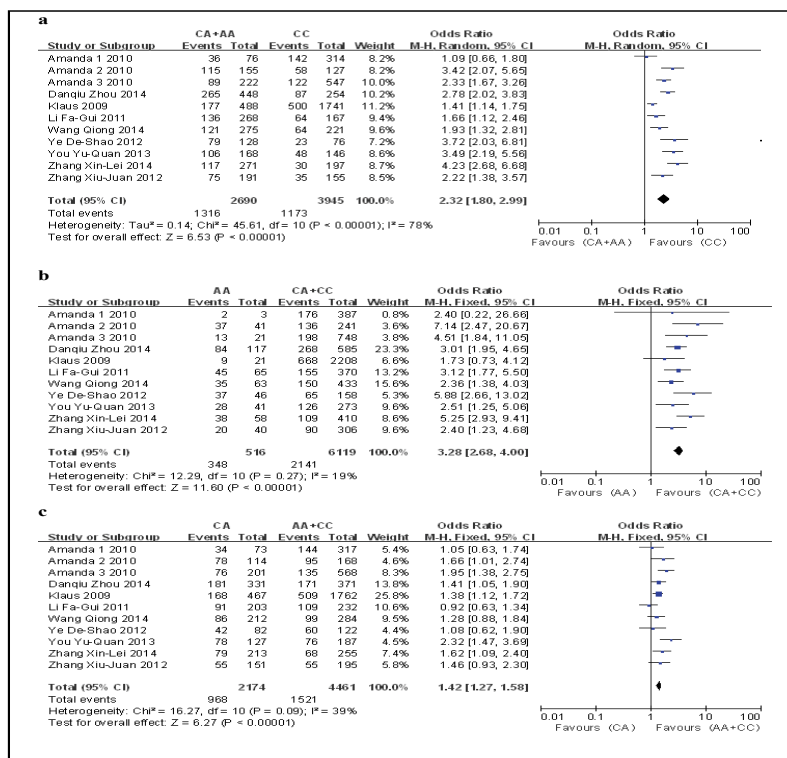 a
CA+AA CC Odds Ratio Odds Ratio
Study or Subgroup Events Total Events Total Weight M-H, Random, 95% CI M-H, Random, 95% CI
Amanda 1 2010 36 76 142 314 8.2% 1.09 [0.66, 1.80]
Amanda 2 2010 115 155 58 127 8.1% 3.42 [2.07, 5.65]
Amanda 3 2010 89 222 122 547 10.1% 2.33 [1.67, 3.26]
Danqiu Zhou 2014 265 448 87 254 10.2% 2.78 [2.02, 3.83]
Klaus 2009 177 488 500 1741 11.6% 1.41 [1.14, 1.75]
Li Fa-Gui 2011 136 268 64 167 9.4% 1.66 [1.12, 2.46]
Wang Qiong 2014 121 275 64 221 9.7% 1.93 [1.32, 2.81]
Ye De-Shao 2012 79 128 23 76 7.2% 3.72 [2.03, 6.81]
You Yu-Quan 2013 106 168 48 146 8.6% 3.49 [2.19, 5.56]
Zhang Xin-Lei 2014 117 271 30 197 8.7% 4.23 [2.68, 6.68]
Zhang Xiu-Juan 2012 75 191 35 155 8.5% 2.22 [1.38, 3.57]
Total (95% CI) 2690 3945 100.0% 2.32 [1.80, 2.99]
Total events 1316 1173
Heterogeneity: Tau² = 0.14; Chi² = 45.61, df = 10 (P < 0.00001); I² = 78%
Test for overall effect: Z = 6.53 (P < 0.00001)
0.01 0.1 1 10 100
Favours (CA+AA) Favours (CC)
b
AA CA+CC Odds Ratio Odds Ratio
Study or Subgroup Events Total Events Total Weight M-H, Fixed, 95% CI M-H, Fixed, 95% CI
Amanda 1 2010 2 3 176 387 0.8% 2.40 [0.22, 26.66]
Amanda 2 2010 37 41 136 241 4.2% 7.14 [2.47, 20.67]
Amanda 3 2010 13 21 198 748 4.0% 4.51 [1.84, 11.05]
Danqiu Zhou 2014 84 117 268 585 23.3% 3.01 [1.95, 4.65]
Klaus 2009 9 21 668 2208 7.1% 1.73 [0.73, 4.12]
Li Fa-Gui 2011 45 65 155 370 13.2% 3.12 [1.77, 5.50]
Wang Qiong 2014 35 63 150 433 15.6% 2.36 [1.38, 4.03]
Ye De-Shao 2012 37 46 65 158 5.3% 5.88 [2.66, 13.02]
You Yu-Quan 2013 28 41 126 273 9.4% 2.51 [1.25, 5.06]
Zhang Xin-Lei 2014 38 58 109 410 8.1% 5.25 [2.93, 9.41]
Zhang Xiu-Juan 2012 20 40 90 306 9.0% 2.40 [1.23, 4.68]
Total (95% CI) 516 6119 100.0% 3.28 [2.68, 4.00]
Total events 348 2141
Heterogeneity: Chi² = 12.29, df = 10 (P = 0.27); I² = 19%
Test for overall effect: Z = 11.60 (P < 0.00001)
0.01 0.1 1 10 100
Favours (AA) Favours (CA+CC)
c
CA AA+CC Odds Ratio Odds Ratio
Study or Subgroup Events Total Events Total Weight M-H, Fixed, 95% CI M-H, Fixed, 95% CI
Amanda 1 2010 34 73 144 317 5.4% 1.05 [0.63, 1.74]
Amanda 2 2010 78 114 95 168 4.8% 1.66 [1.01, 2.74]
Amanda 3 2010 76 201 135 568 8.3% 1.95 [1.38, 2.75]
Danqiu Zhou 2014 181 331 171 371 13.8% 1.41 [1.05, 1.90]
Klaus 2009 168 467 509 1762 25.8% 1.38 [1.12, 1.72]
Li Fa-Gui 2011 91 203 109 232 11.0% 0.92 [0.63, 1.34]
Wang Qiong 2014 86 212 99 284 9.6% 1.28 [0.88, 1.84]
Ye De-Shao 2012 42 82 60 122 4.5% 1.08 [0.62, 1.90]
You Yu-Quan 2013 78 127 76 187 4.5% 2.32 [1.47, 3.69]
Zhang Xin-Lei 2014 79 213 68 255 7.4% 1.62 [1.09, 2.40]
Zhang Xiu-Juan 2012 55 151 55 195 5.8% 1.46 [0.93, 2.30]
Total (95% CI) 2174 4461 100.0% 1.42 [1.27, 1.58]
Total events 968 1521
Heterogeneity: Chi² = 16.27, df = 10 (P = 0.09); I² = 39%
Test for overall effect: Z = 6.27 (P < 0.00001)
0.01 0.1 1 10 100
Favours (CA) Favours (AA+CC)